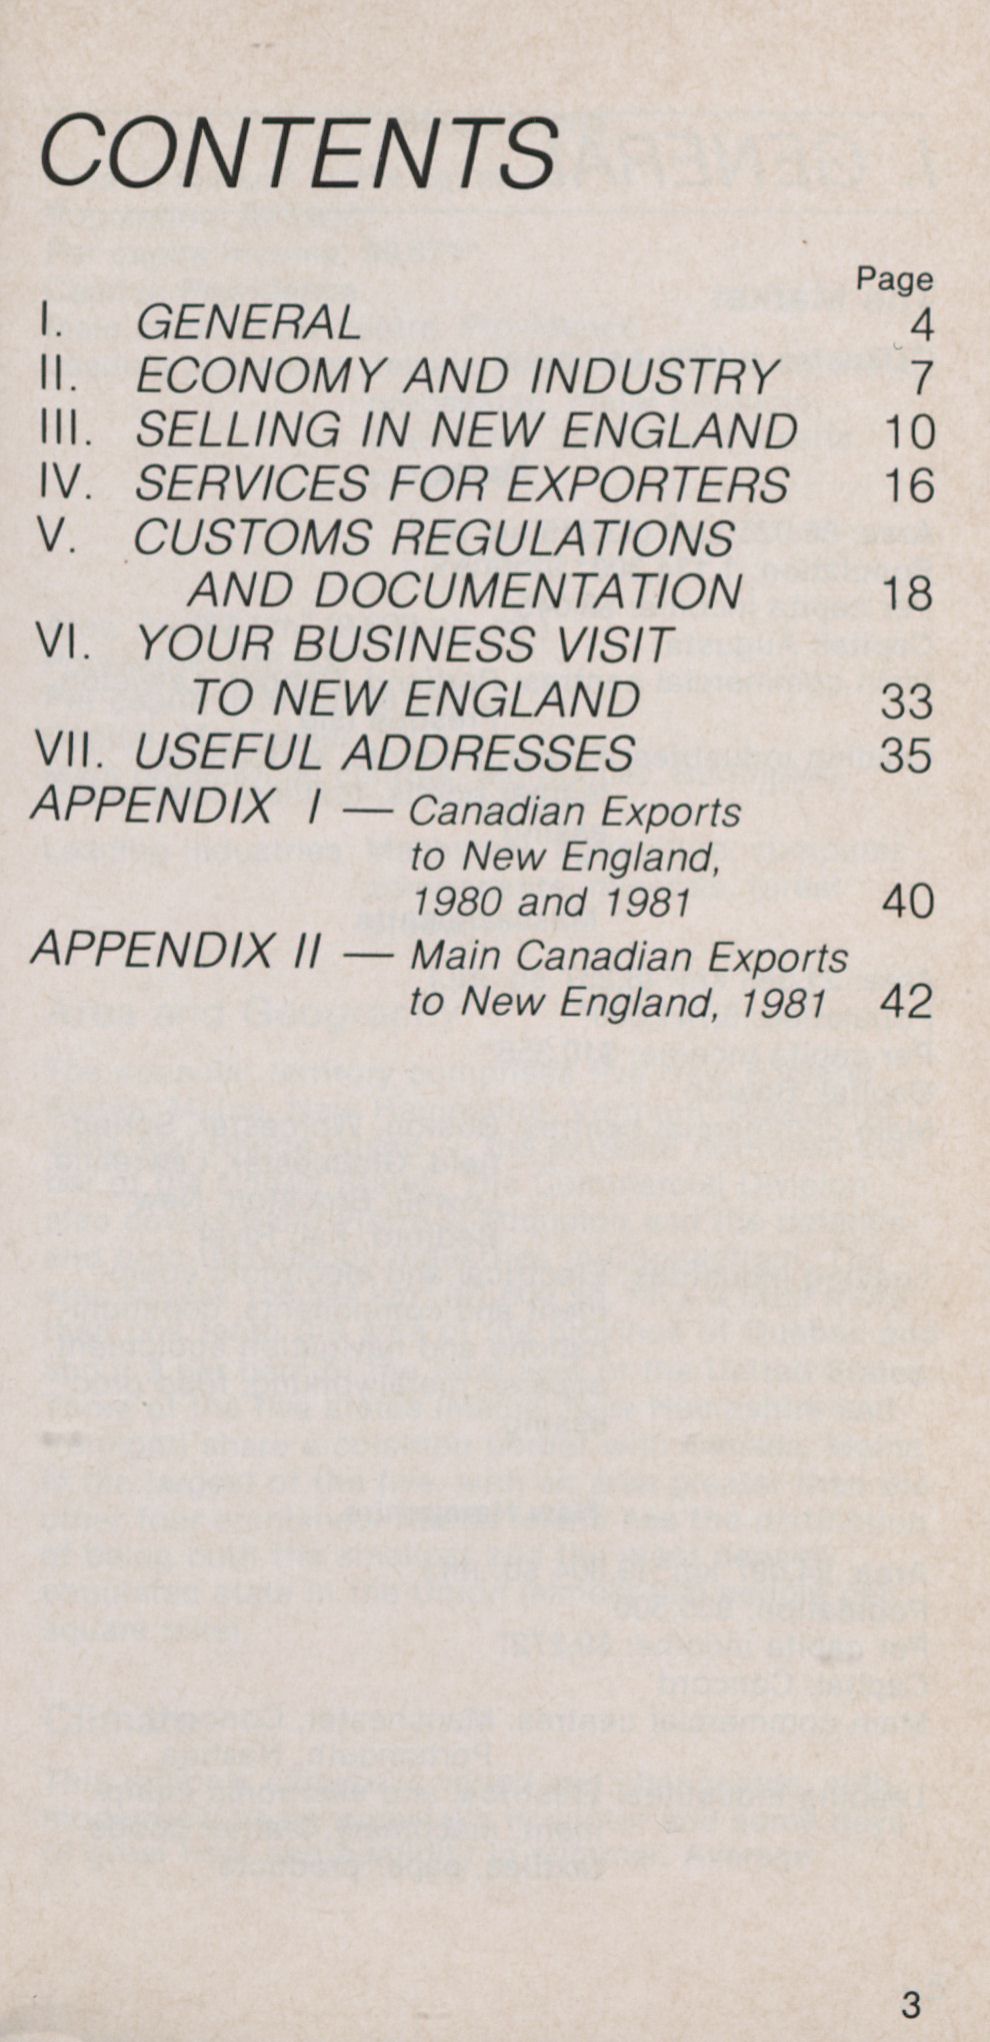 CONTENTS
Page
I. GENERAL 4
II. ECONOMY AND INDUSTRY 7
III. SELLING IN NEW ENGLAND 10
IV. SERVICES FOR EXPORTERS 16
V. CUSTOMS REGULATIONS
AND DOCUMENTATION 18
VI. YOUR BUSINESS VISIT
TO NEW ENGLAND 33
VII. USEFUL ADDRESSES 35
APPENDIX I — Canadian Exports
to New England,
1980 and 1981 40
APPENDIX II — Main Canadian Exports
to New England, 1981 42
3